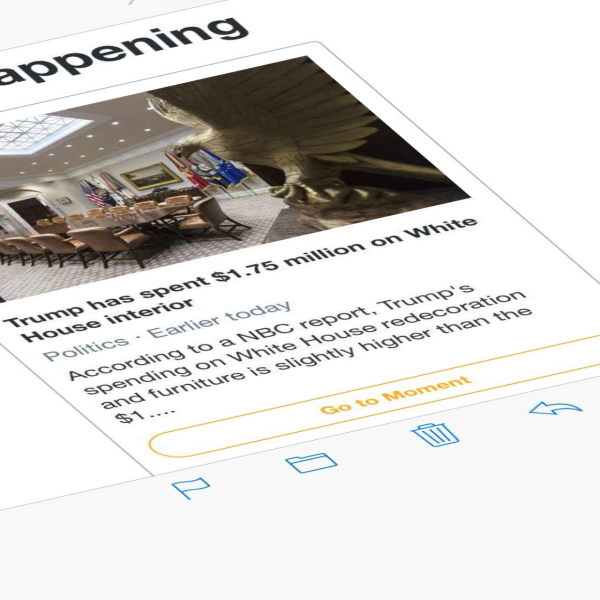 appening
Trump has spent $1.75 million on White
House interior
Politics · Earlier today
According to a NBC report, Trump's
spending on White House redecoration
and furniture is slightly higher than the
$1....
Go to Moment